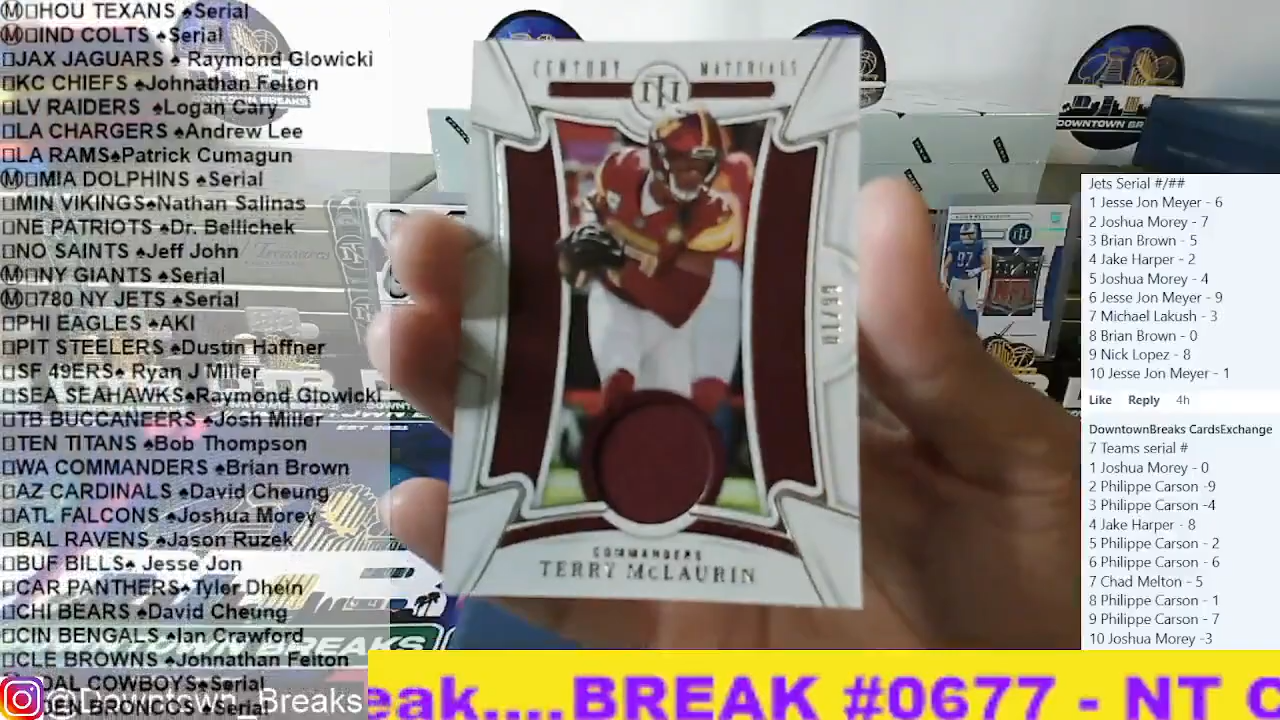 Ⓜ□HOU TEXANS ♠Serial
Ⓜ□IND COLTS ♠Serial
□JAX JAGUARS ♠ Raymond Glowicki
□KC CHIEFS ♠Johnathan Felton
□LV RAIDERS ♠Logan Cary
□LA CHARGERS ♠Andrew Lee
□LA RAMS♠Patrick Cumagun
Ⓜ□MIA DOLPHINS ♠Serial
□MIN VIKINGS♠Nathan Salinas
□NE PATRIOTS ♠Dr. Bellichek
□NO SAINTS ♠Jeff John
Ⓜ□NY GIANTS ♠Serial
Ⓜ□780 NY JETS ♠Serial
□PHI EAGLES ♠AKI
□PIT STEELERS ♠Dustin Haffner
□SF 49ERS♠ Ryan J Miller
□SEA SEAHAWKS♠Raymond Glowicki
□TB BUCCANEERS ♠Josh Miller
□TEN TITANS ♠Bob Thompson
□WA COMMANDERS ♠Brian Brown
□AZ CARDINALS ♠David Cheung
□ATL FALCONS ♠Joshua Morey
□BAL RAVENS ♠Jason Ruzek
□BUF BILLS♠ Jesse Jon
□CAR PANTHERS♠Tyler Dhein
□CHI BEARS ♠David Cheung
□CIN BENGALS ♠Ian Crawford
□CLE BROWNS ♠Johnathan Felton
DAL COWBOYS ♠Serial
DEN BRONCOS ♠Serial
@DowntowN_Breaks
CENTURY MATERIALS
COMMANDERS
TERRY McLAURIN
DOWNTOWN BREAKS
Jets Serial #/##
1 Jesse Jon Meyer - 6
2 Joshua Morey - 7
3 Brian Brown - 5
4 Jake Harper - 2
5 Joshua Morey - 4
6 Jesse Jon Meyer - 9
7 Michael Lakush - 3
8 Brian Brown - 0
9 Nick Lopez - 8
10 Jesse Jon Meyer - 1
Like Reply 4h
DowntownBreaks CardsExchange
7 Teams serial #
1 Joshua Morey - 0
2 Philippe Carson -9
3 Philippe Carson -4
4 Jake Harper - 8
5 Philippe Carson - 2
6 Philippe Carson - 6
7 Chad Melton - 5
8 Philippe Carson - 1
9 Philippe Carson - 7
10 Joshua Morey -3
eak....BREAK #0677 - NT C